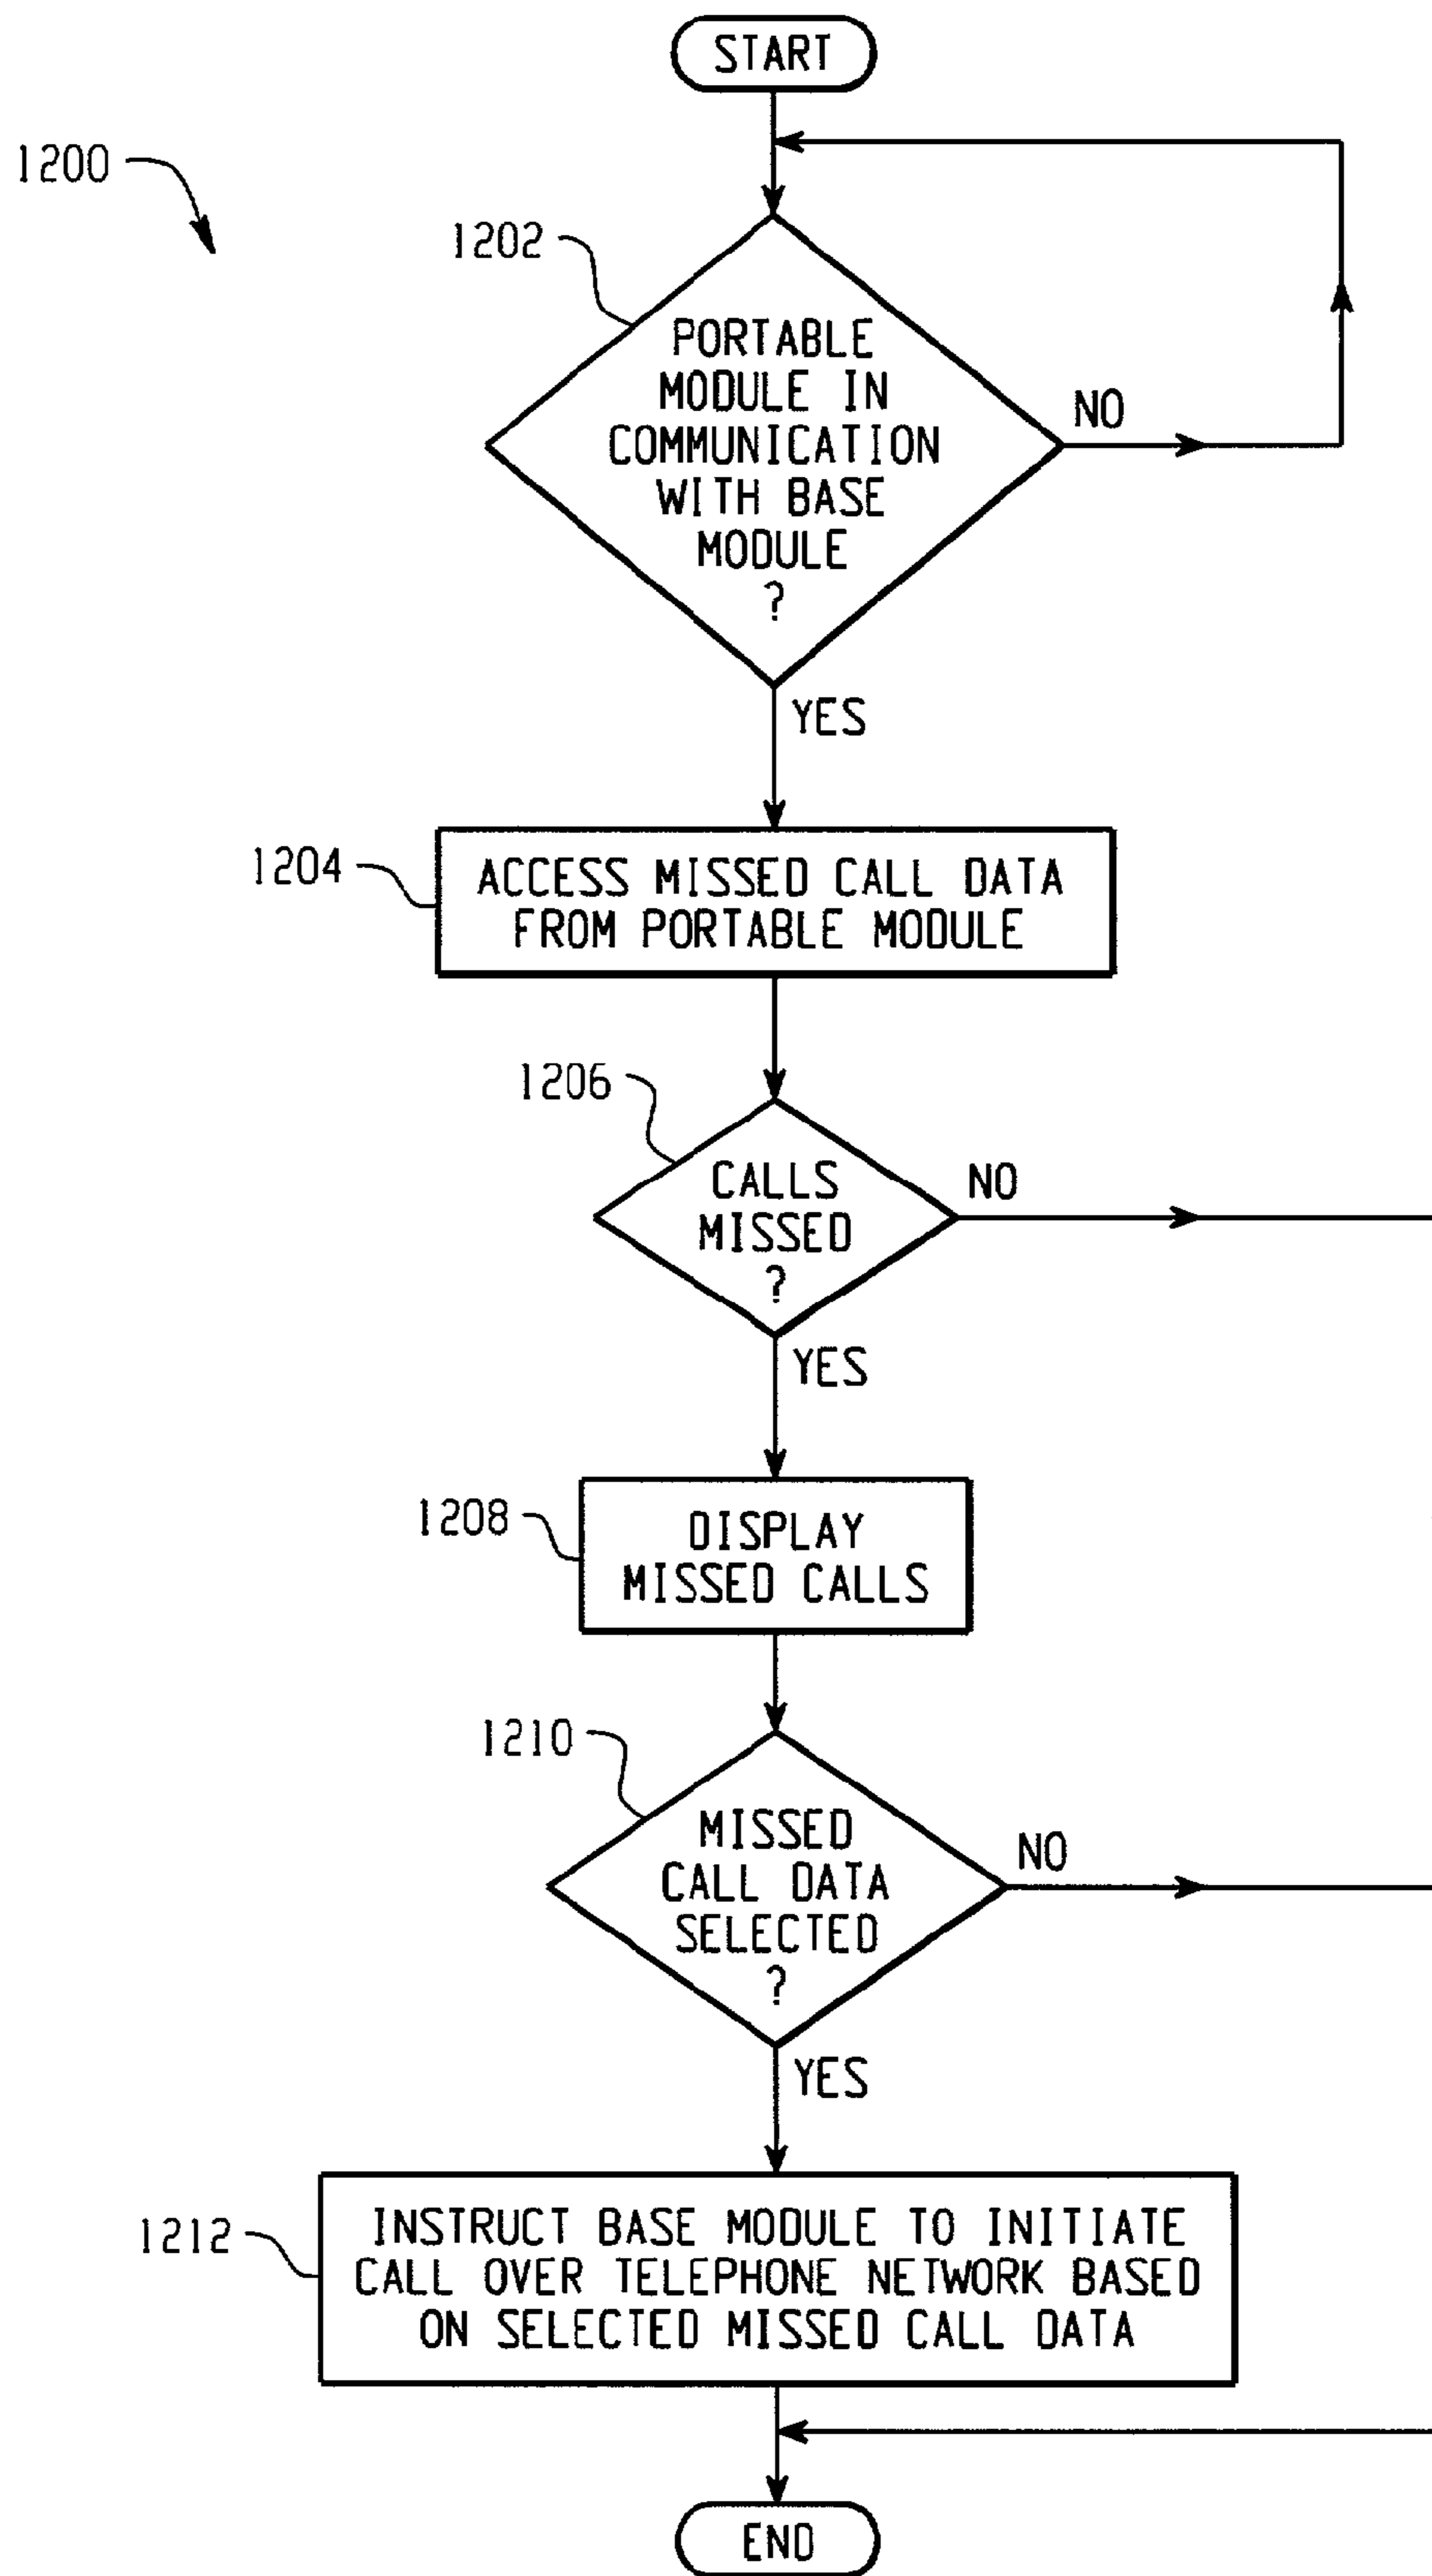 START
1200
1202
PORTABLE
MODULE IN
COMMUNICATION
WITH BASE
MODULE
?
NO
YES
1204
ACCESS MISSED CALL DATA
FROM PORTABLE MODULE
1206
CALLS
MISSED
?
NO
YES
1208
DISPLAY
MISSED CALLS
1210
MISSED
CALL DATA
SELECTED
?
NO
YES
1212
INSTRUCT BASE MODULE TO INITIATE
CALL OVER TELEPHONE NETWORK BASED
ON SELECTED MISSED CALL DATA
END